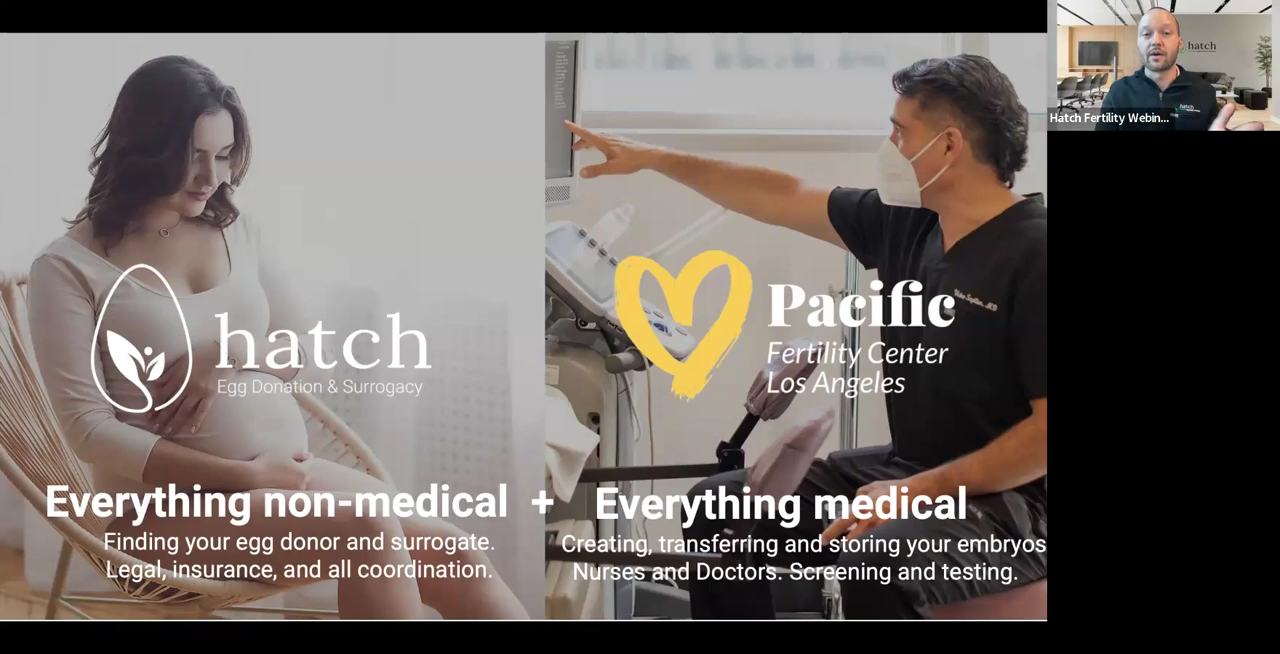 hatch
Egg Donation & Surrogacy
Everything non-medical +
Finding your egg donor and surrogate.
Legal, insurance, and all coordination.
Pacific
Fertility Center
Los Angeles
Everything medical
Creating, transferring and storing your embryos
Nurses and Doctors. Screening and testing.
hatch
hatch
Hatch Fertility Webin...